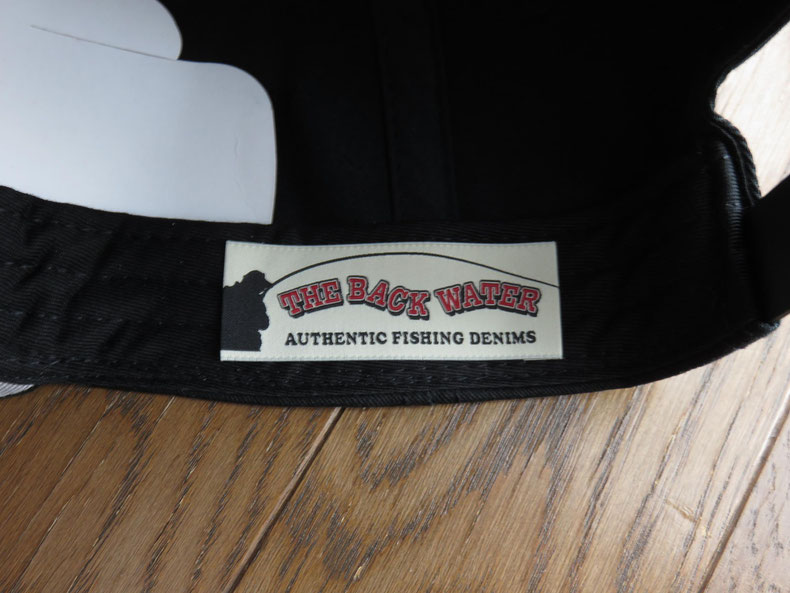 THE BACK WATER
AUTHENTIC FISHING DENIMS